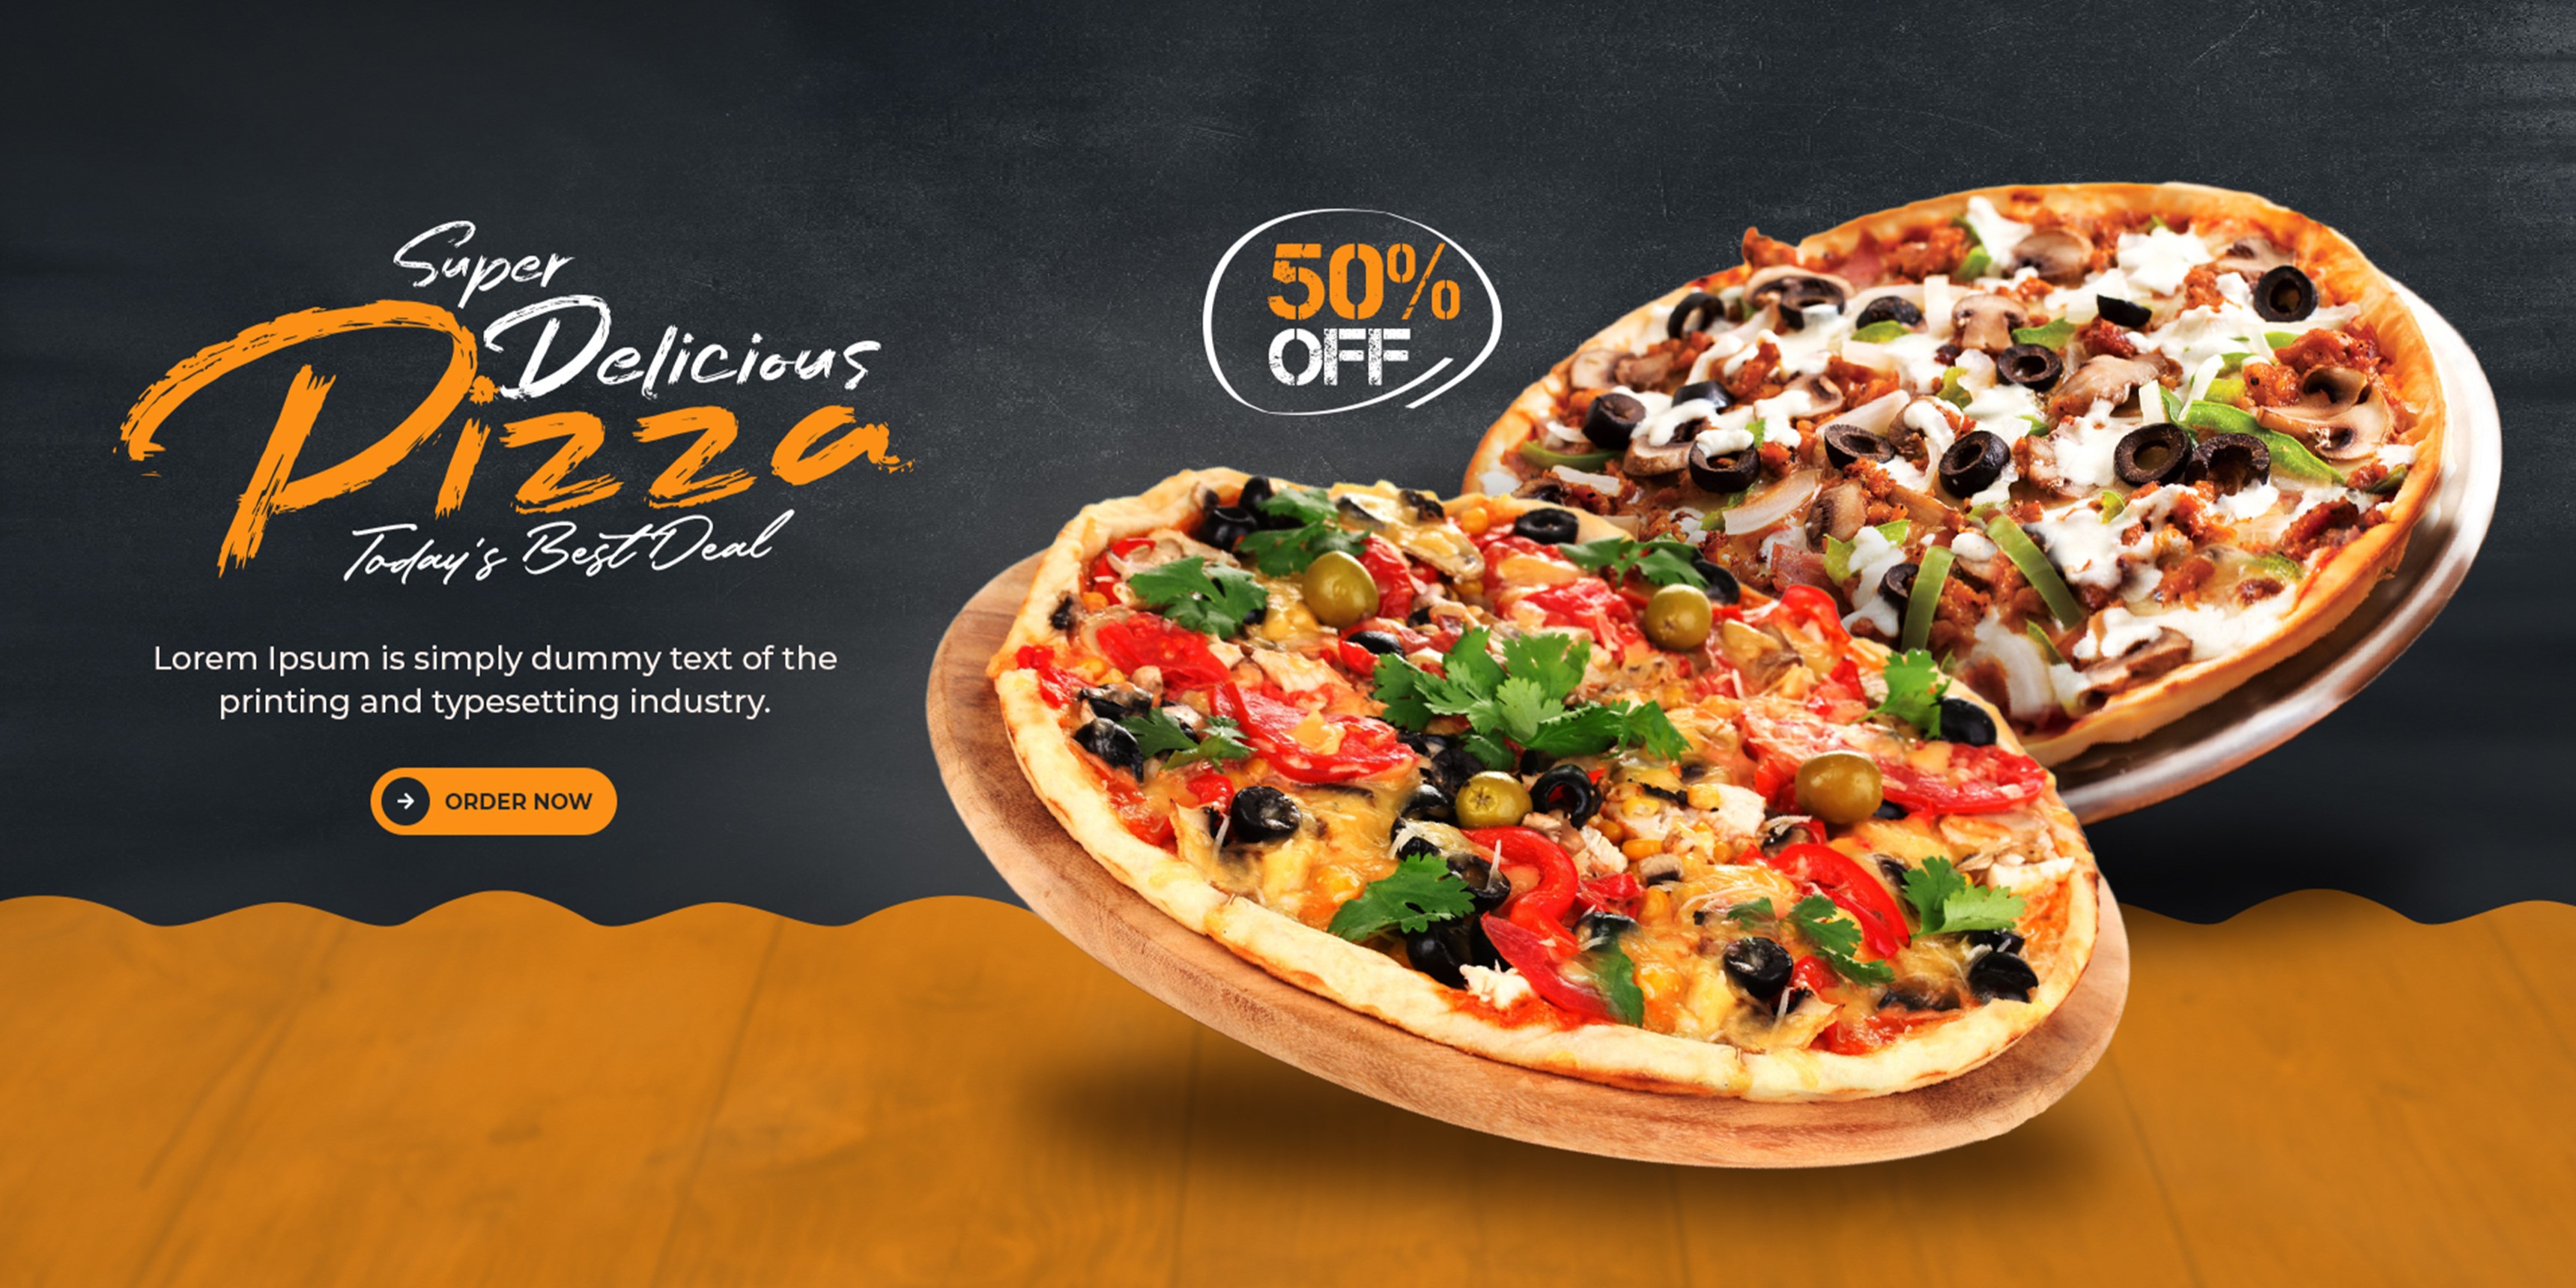 Super
Delicious
Pizza
Today's Best Deal
Lorem Ipsum is simply dummy text of the
printing and typesetting industry.
ORDER NOW
50%
OFF